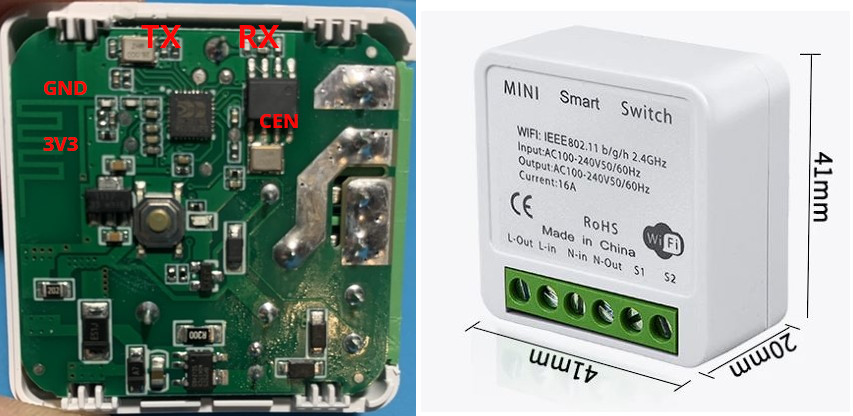 TX
RX
GND
CEN
3V3
202
R200
MINI Smart Switch
WIFI: IEEE802.11 b/g/h 2.4GHz
Input:AC100-240V50/60Hz
Output:AC100-240V50/60Hz
Current:16A
CE
RoHS
WiFi
Made in China
L-Out L-in N-in N-Out S1 S2
41mm
41mm
20mm